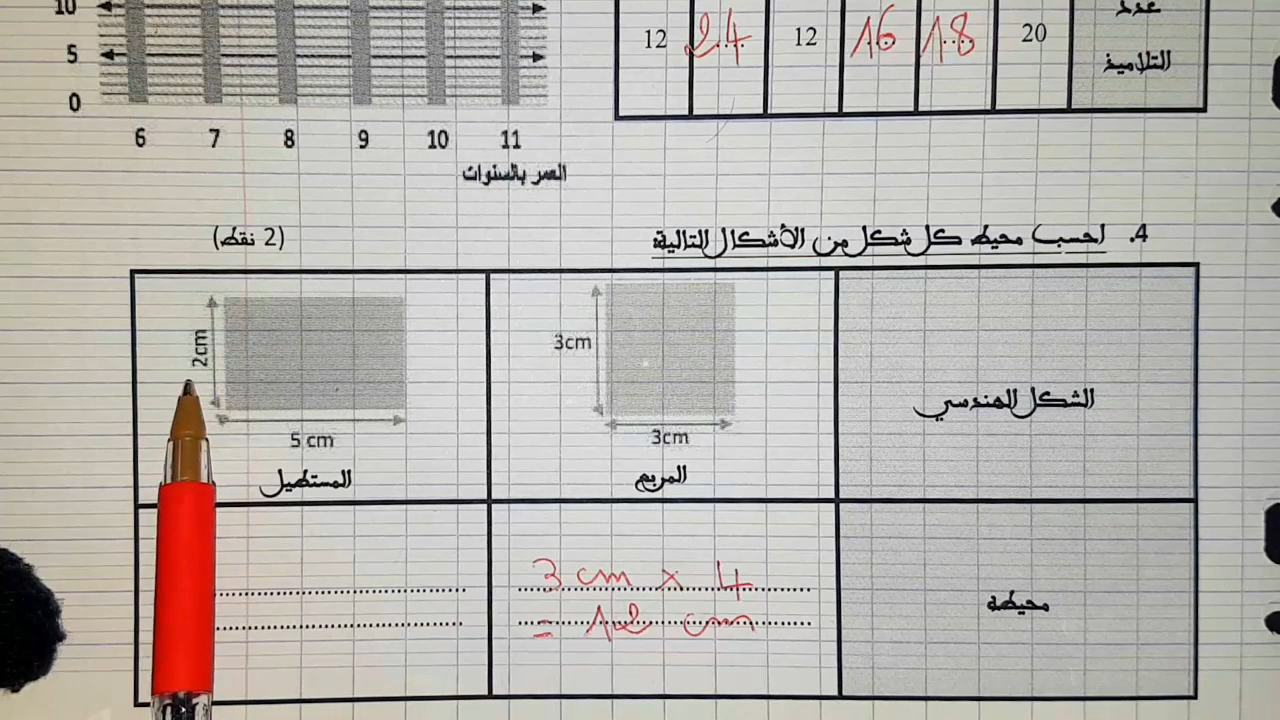 10
5
0
6 7 8 9 10 11
العمر بالسنوات
عدد
التلاميذ
20 18 16 12 24 12
4. احسب محيط كل شكل من الأشكال التالية (2 نقط)
الشكل الهندسي
3cm
3cm
المربع
2cm
5 cm
المستطيل
محيطه
3 cm x 4
= 12 cm